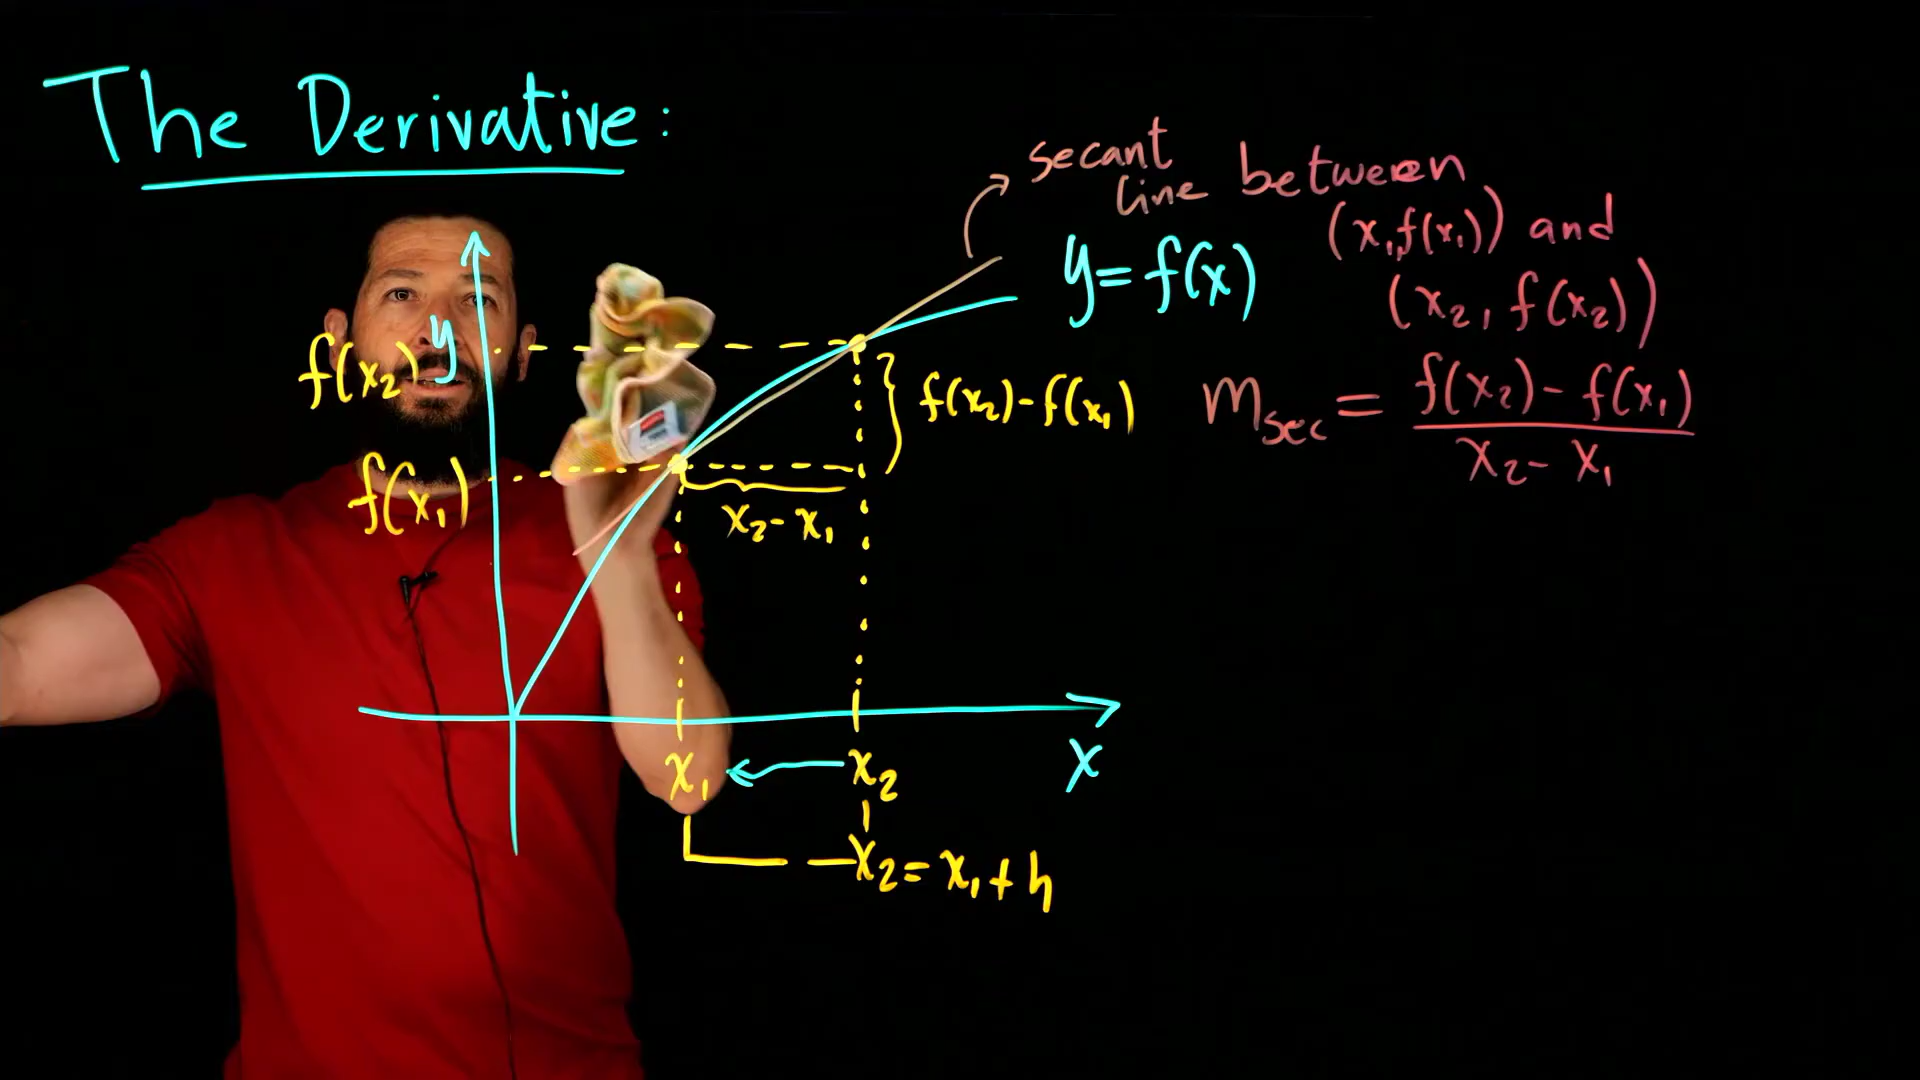 The Derivative:
secant
line between
(x₁,f(x₁)) and
(x₂, f(x₂))
y = f(x)
y
f(x₂)
f(x₂) - f(x₁)
m_sec = (f(x₂) - f(x₁))/(x₂ - x₁)
f(x₁)
x₂ - x₁
x₁ ← x₂
x
x₂ = x₁ + h